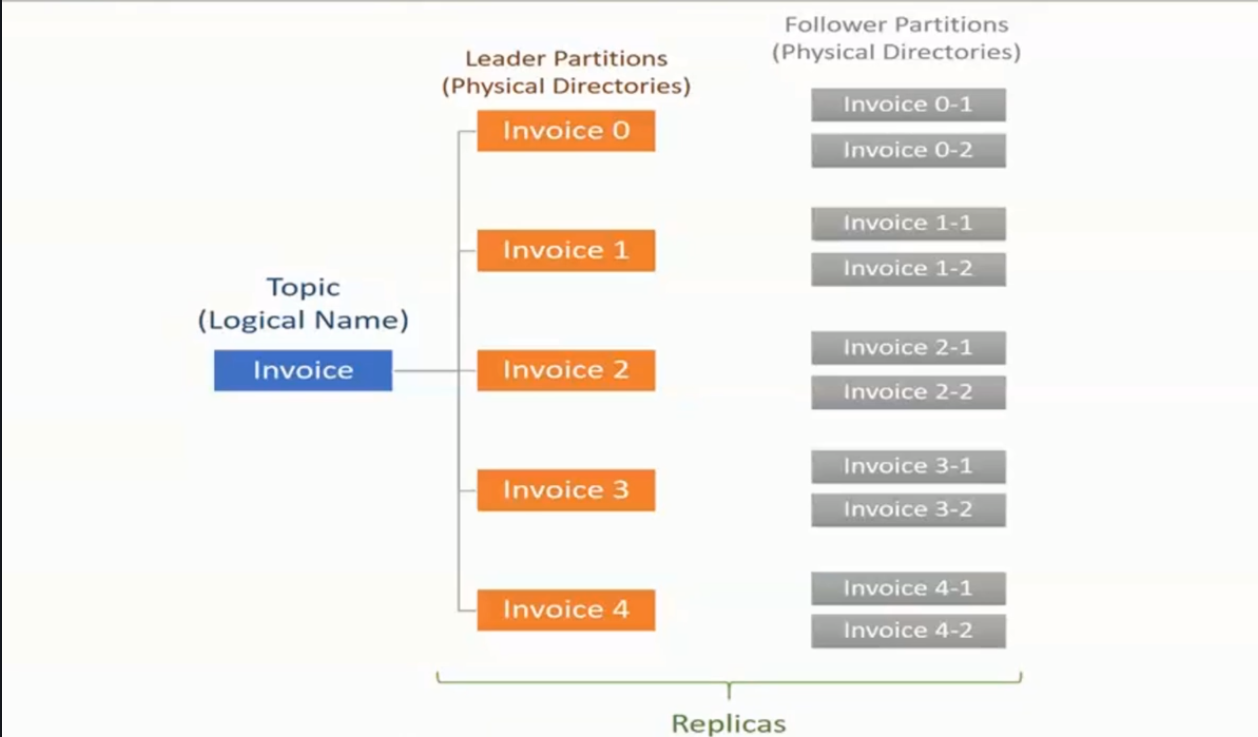 Follower Partitions
(Physical Directories)
Leader Partitions
(Physical Directories)
Invoice 0
Invoice 0-1
Invoice 0-2
Invoice 1
Invoice 1-1
Invoice 1-2
Topic
(Logical Name)
Invoice
Invoice 2
Invoice 2-1
Invoice 2-2
Invoice 3
Invoice 3-1
Invoice 3-2
Invoice 4
Invoice 4-1
Invoice 4-2
Replicas